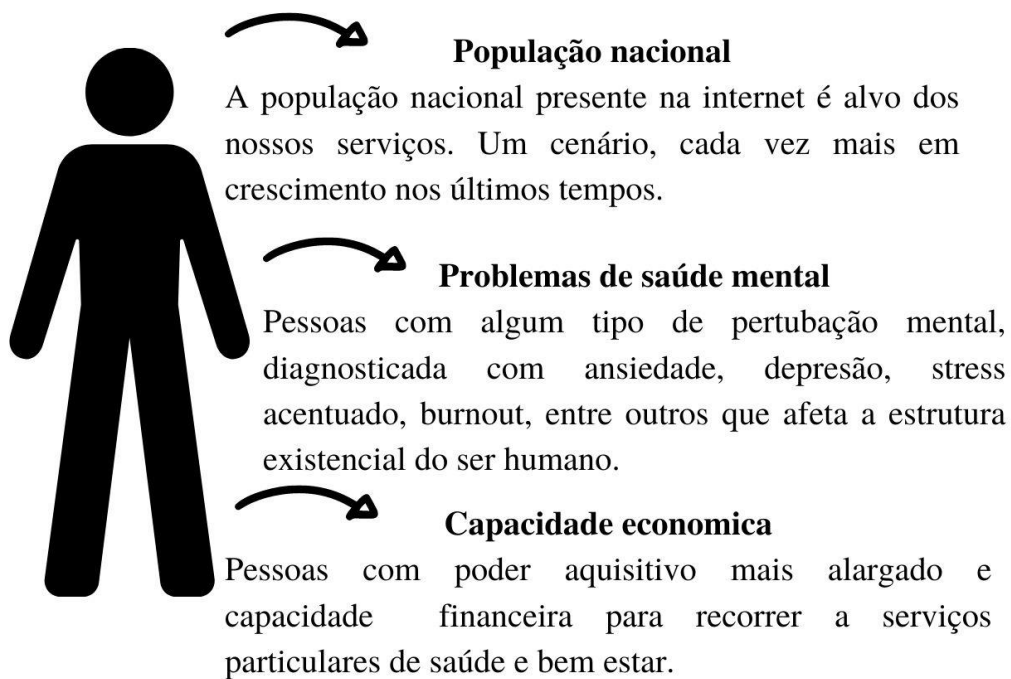 População nacional
A população nacional presente na internet é alvo dos
nossos serviços. Um cenário, cada vez mais em
crescimento nos últimos tempos.
Problemas de saúde mental
Pessoas com algum tipo de pertubação mental,
diagnosticada com ansiedade, depresão, stress
acentuado, burnout, entre outros que afeta a estrutura
existencial do ser humano.
Capacidade economica
Pessoas com poder aquisitivo mais alargado e
capacidade financeira para recorrer a serviços
particulares de saúde e bem estar.